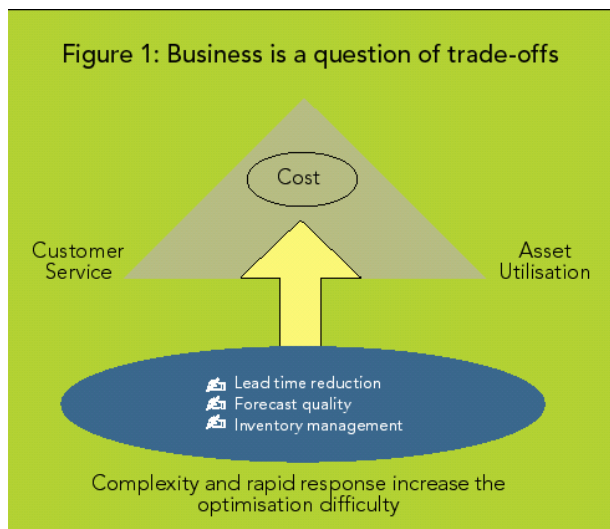 Figure 1: Business is a question of trade-offs
Cost
Customer
Service
Asset
Utilisation
Lead time reduction
Forecast quality
Inventory management
Complexity and rapid response increase the
optimisation difficulty